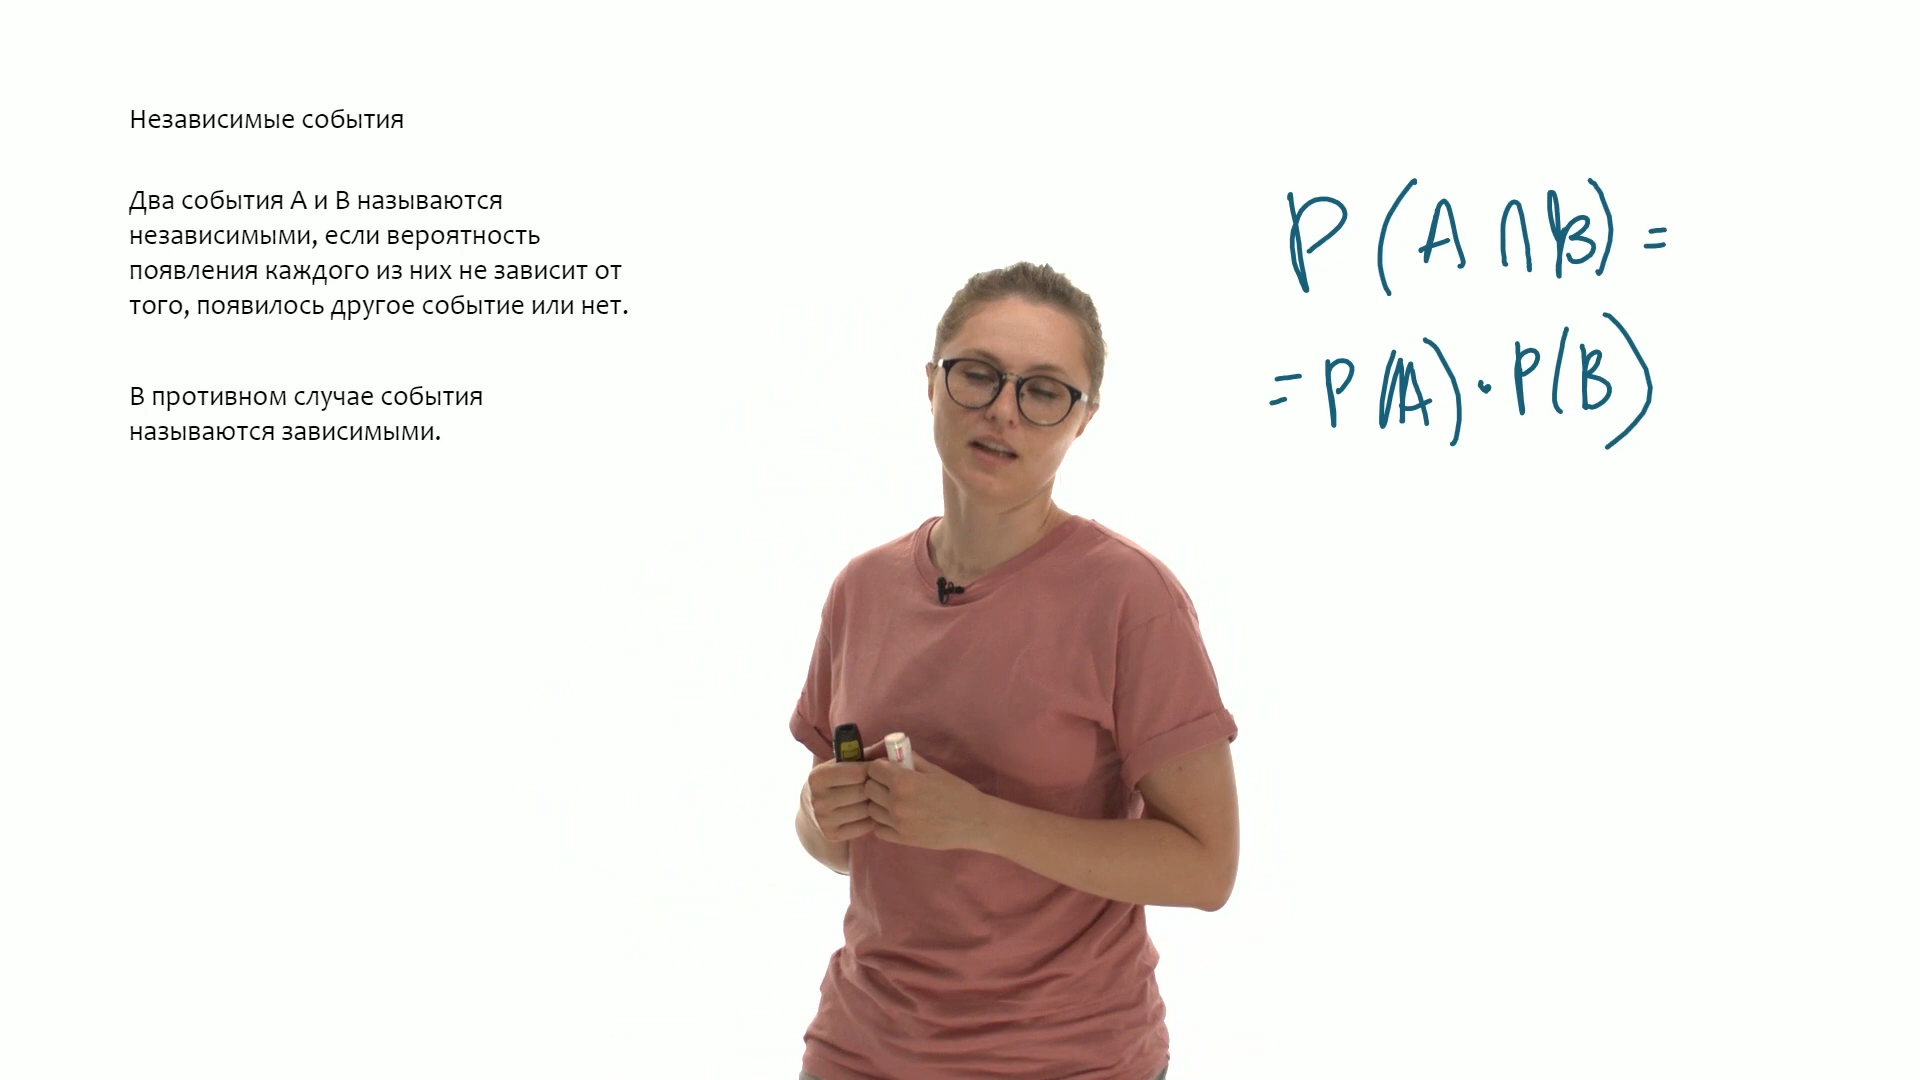 Независимые события
Два события А и В называются
независимыми, если вероятность
появления каждого из них не зависит от
того, появилось другое событие или нет.
В противном случае события
называются зависимыми.
P(A∩B)=
=P(A)·P(B)